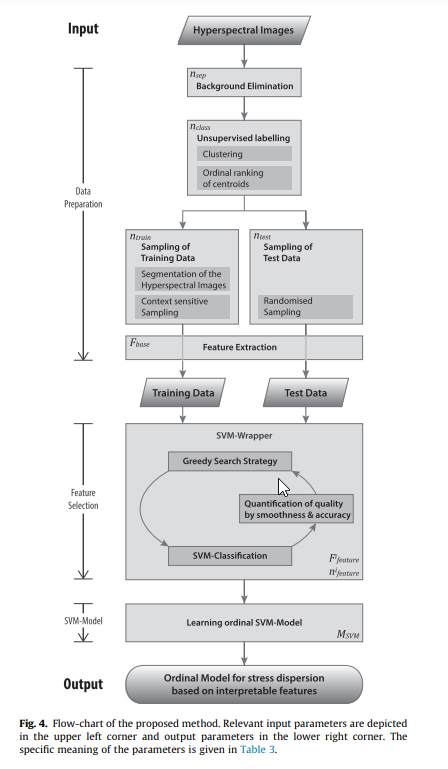 Input
Hyperspectral Images
n_sep
Background Elimination
n_class
Unsupervised labelling
Clustering
Ordinal ranking
of centroids
Data
Preparation
n_train
Sampling of
Training Data
Segmentation of the
Hyperspectral Images
Context sensitive
Sampling
n_test
Sampling of
Test Data
Randomised
Sampling
F_base
Feature Extraction
Training Data
Test Data
Feature
Selection
SVM-Wrapper
Greedy Search Strategy
Quantification of quality
by smoothness & accuracy
SVM-Classification
F^i_feature
n^i_feature
SVM-Model
Learning ordinal SVM-Model
M_SVM
Output
Ordinal Model for stress dispersion
based on interpretable features
Fig. 4. Flow-chart of the proposed method. Relevant input parameters are depicted
in the upper left corner and output parameters in the lower right corner. The
specific meaning of the parameters is given in Table 3.